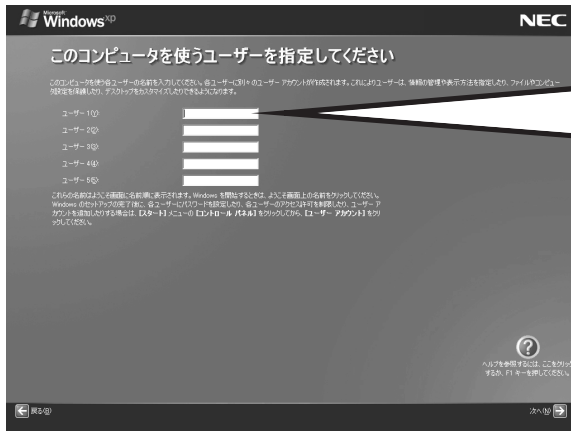 Microsoft
Windows xp
NEC
このコンピュータを使うユーザーを指定してください
このコンピュータを使う各ユーザーの名前を入力してください。各ユーザーに別々のユーザー アカウントが作成されます。これによりユーザーは、情報の管理や表示方法を指定したり、ファイルやコンピュー
タ設定を保護したり、デスクトップをカスタマイズしたりできるようになります。
ユーザー 1(Y):
ユーザー 2(2):
ユーザー 3(3):
ユーザー 4(4):
ユーザー 5(5):
これらの名前はようこそ画面に名前順に表示されます。Windows を開始するときは、ようこそ画面上の名前をクリックしてください。
Windows のセットアップの完了後に、各ユーザーにパスワードを設定したり、各ユーザーのアクセス許可を制限したり、ユーザー ア
カウントを追加したりする場合は、[スタート] メニューの [コントロール パネル] をクリックしてから、[ユーザー アカウント] をクリ
ックしてください。
?
ヘルプを参照するには、ここをクリック
するか、F1 キーを押してください。
戻る(B)
次へ(N)